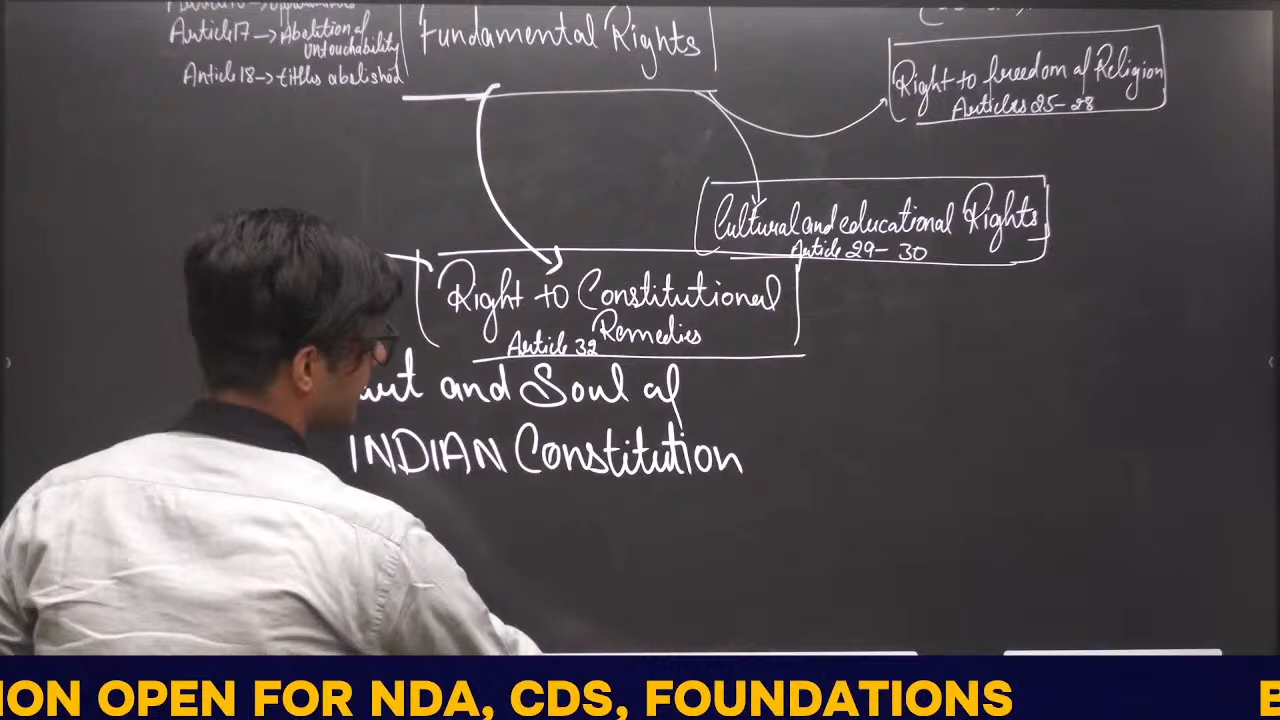 Article 17 → Abolition of
untouchability
Article 18 → titles abolished
Fundamental Rights
Right to freedom of Religion
Articles 25-28
Cultural and educational Rights
Article 29-30
Right to Constitutional
Remedies
Article 32
and Soul of
INDIAN Constitution
ION OPEN FOR NDA, CDS, FOUNDATIONS